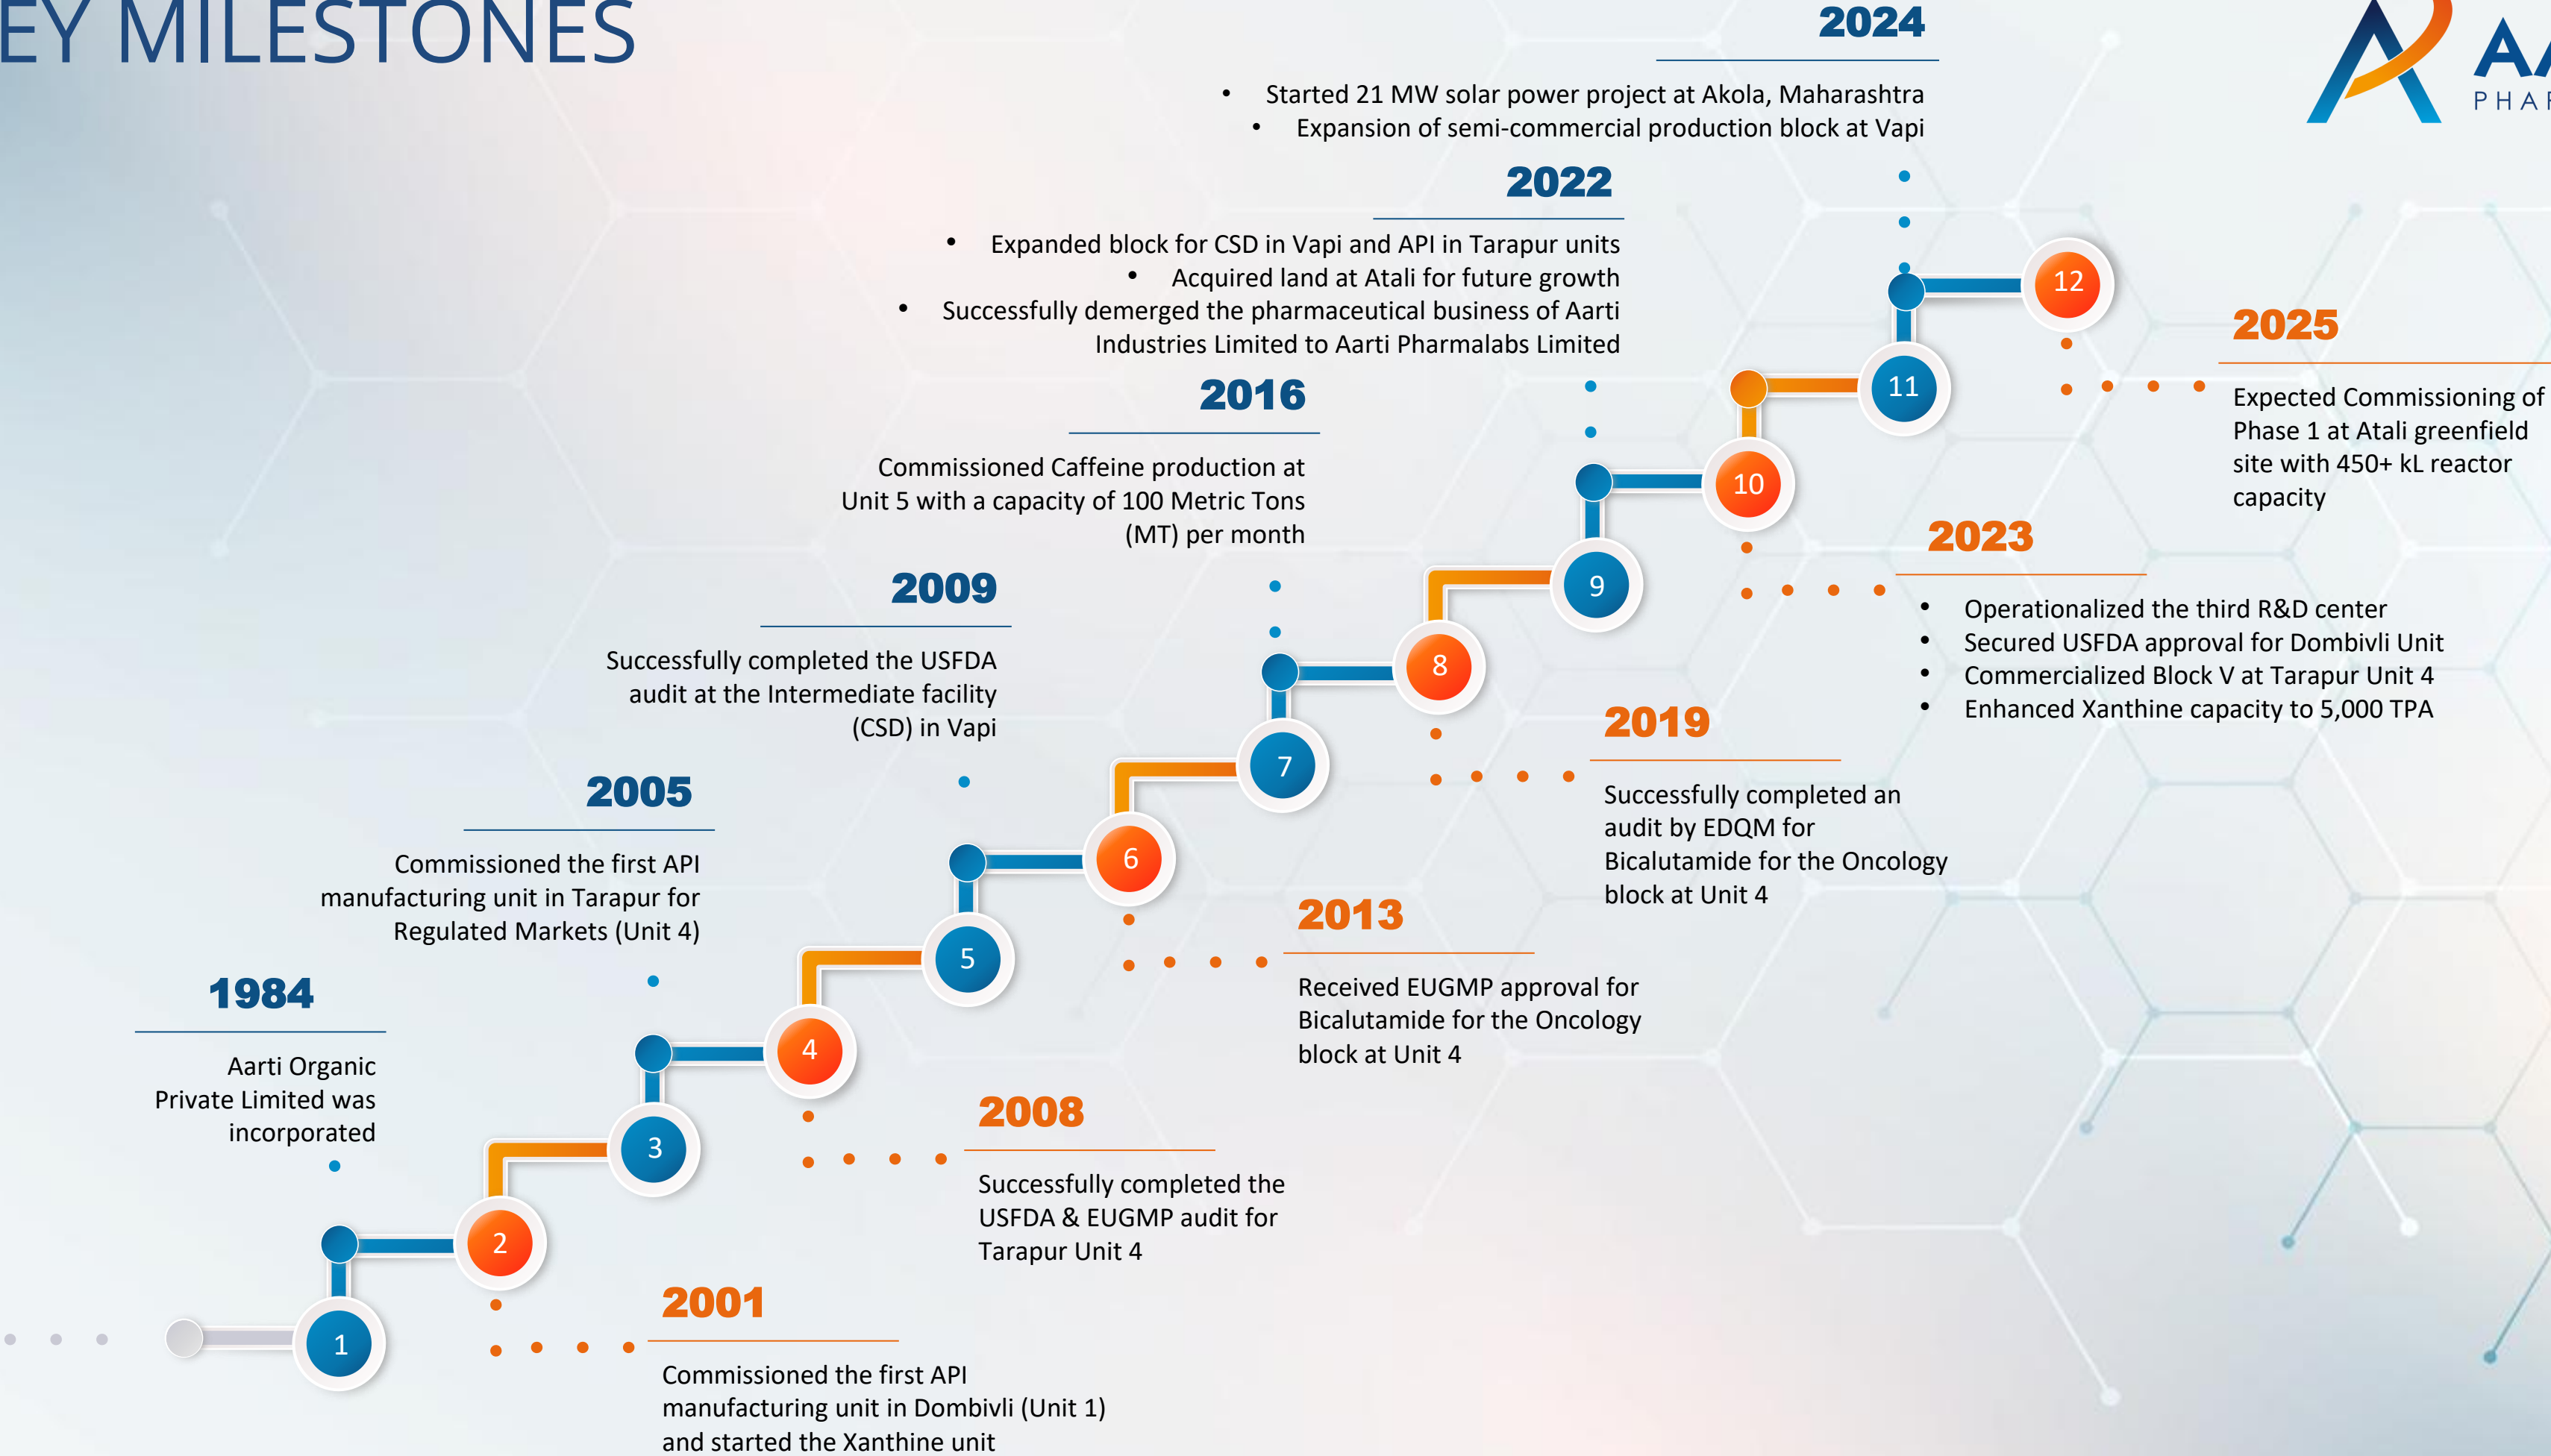 EY MILESTONES
AA
PHAR
2024
• Started 21 MW solar power project at Akola, Maharashtra
• Expansion of semi-commercial production block at Vapi
2022
• Expanded block for CSD in Vapi and API in Tarapur units
• Acquired land at Atali for future growth
• Successfully demerged the pharmaceutical business of Aarti
Industries Limited to Aarti Pharmalabs Limited
2016
Commissioned Caffeine production at
Unit 5 with a capacity of 100 Metric Tons
(MT) per month
2009
Successfully completed the USFDA
audit at the Intermediate facility
(CSD) in Vapi
2005
Commissioned the first API
manufacturing unit in Tarapur for
Regulated Markets (Unit 4)
1984
Aarti Organic
Private Limited was
incorporated
1
2
3
4
5
6
7
8
9
10
11
12
2025
Expected Commissioning of
Phase 1 at Atali greenfield
site with 450+ kL reactor
capacity
2023
• Operationalized the third R&D center
• Secured USFDA approval for Dombivli Unit
• Commercialized Block V at Tarapur Unit 4
• Enhanced Xanthine capacity to 5,000 TPA
2019
Successfully completed an
audit by EDQM for
Bicalutamide for the Oncology
block at Unit 4
2013
Received EUGMP approval for
Bicalutamide for the Oncology
block at Unit 4
2008
Successfully completed the
USFDA & EUGMP audit for
Tarapur Unit 4
2001
Commissioned the first API
manufacturing unit in Dombivli (Unit 1)
and started the Xanthine unit